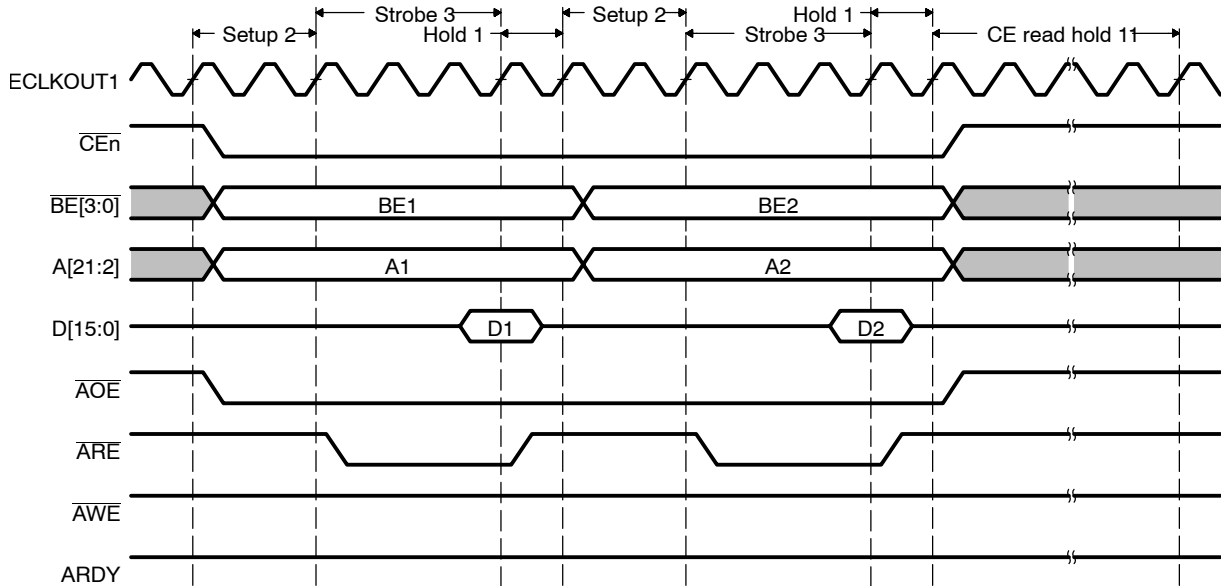 Setup 2
Strobe 3
Hold 1
Setup 2
Strobe 3
Hold 1
CE read hold 11
ECLKOUT1
CEn
BE[3:0]
BE1
BE2
A[21:2]
A1
A2
D[15:0]
D1
D2
AOE
ARE
AWE
ARDY